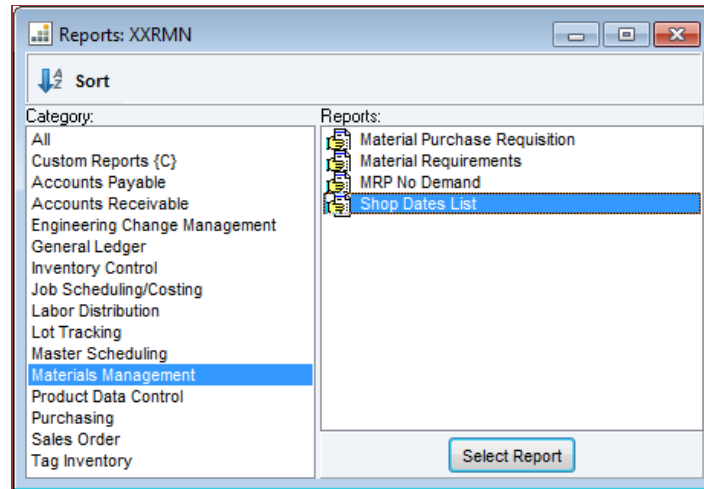 Reports: XXRMN
Sort
Category:
All
Custom Reports {C}
Accounts Payable
Accounts Receivable
Engineering Change Management
General Ledger
Inventory Control
Job Scheduling/Costing
Labor Distribution
Lot Tracking
Master Scheduling
Materials Management
Product Data Control
Purchasing
Sales Order
Tag Inventory
Reports:
Material Purchase Requisition
Material Requirements
MRP No Demand
Shop Dates List
Select Report